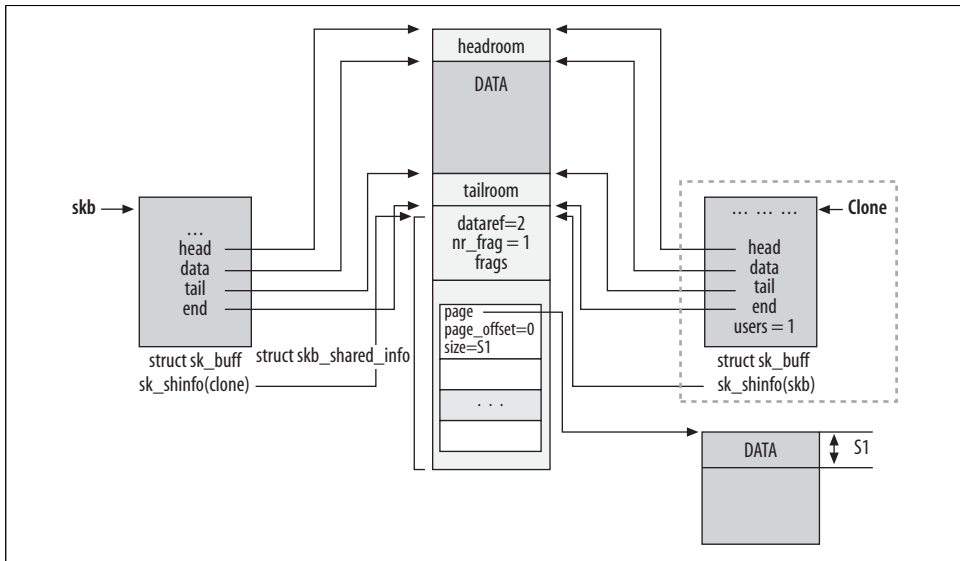 headroom
DATA
tailroom
dataref=2
nr_frag = 1
frags
page
page_offset=0
size=S1
. . .
skb
...
head
data
tail
end
struct sk_buff
sk_shinfo(clone)
struct skb_shared_info
Clone
... ... ...
head
data
tail
end
users = 1
struct sk_buff
sk_shinfo(skb)
DATA
S1